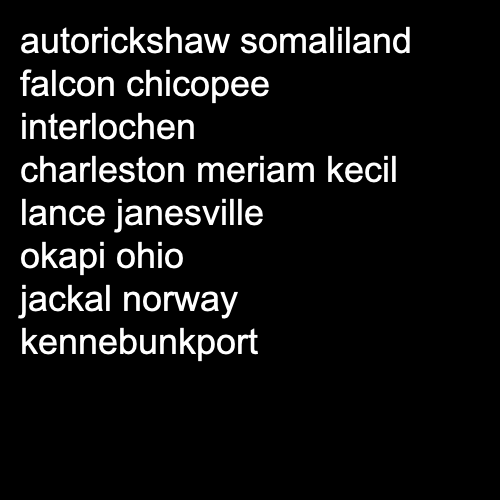 autorickshaw somaliland
falcon chicopee
interlochen
charleston meriam kecil
lance janesville
okapi ohio
jackal norway
kennebunkport